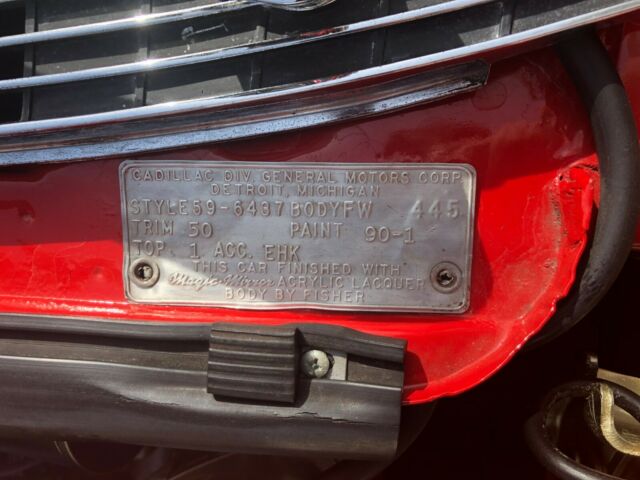 CADILLAC DIV. GENERAL MOTORS CORP
DETROIT, MICHIGAN
STYLE 59-6437 BODY FW 445
TRIM 50 PAINT 90-1
TOP 1 ACC. EHK
THIS CAR FINISHED WITH
Magic-Mirror ACRYLIC LACQUER
BODY BY FISHER